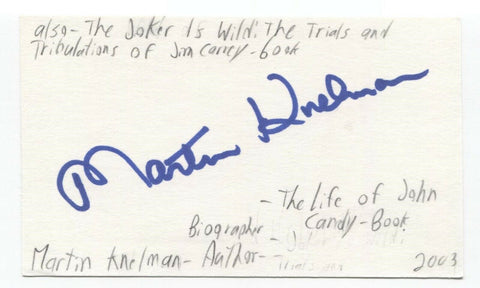 also- The Joker Is Wild: The Trials and
Tribulations of Jim Carrey-book
Martin Knelman
- The Life of John
Candy-Book
Biographer
Martin Knelman- Author-
2003